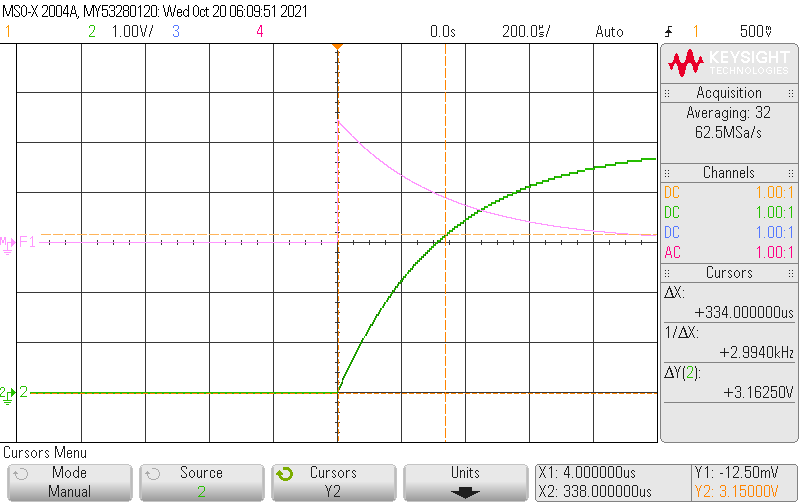 MSO-X 2004A, MY53280120: Wed Oct 20 06:09:51 2021
1 2 1.00V/ 3 4 0.0s 200.0us/ Auto 1 500mV
KEYSIGHT
TECHNOLOGIES
Acquisition
Averaging: 32
62.5MSa/s
Channels
DC 1.00:1
DC 1.00:1
DC 1.00:1
AC 1.00:1
Cursors
ΔX:
+334.000000us
1/ΔX:
+2.9940kHz
ΔY(2):
+3.16250V
M F1
2 2
Cursors Menu
Mode
Manual
Source
2
Cursors
Y2
Units
X1: 4.000000us
X2: 338.000000us
Y1: -12.50mV
Y2: 3.15000V